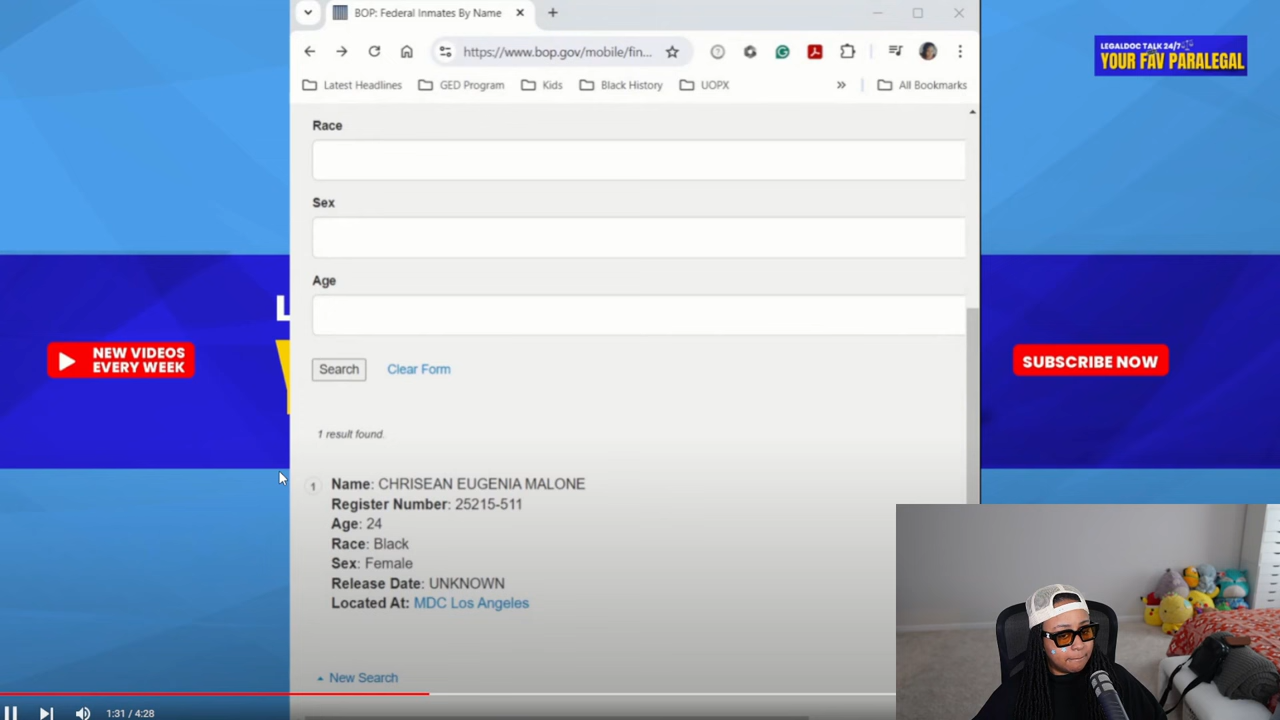 BOP: Federal Inmates By Name
https://www.bop.gov/mobile/fin...
Latest Headlines GED Program Kids Black History UOPX » All Bookmarks
LEGALDOC TALK 24/7
YOUR FAV PARALEGAL
Race
Sex
Age
Search Clear Form
NEW VIDEOS
EVERY WEEK
SUBSCRIBE NOW
1 result found.
1
Name: CHRISEAN EUGENIA MALONE
Register Number: 25215-511
Age: 24
Race: Black
Sex: Female
Release Date: UNKNOWN
Located At: MDC Los Angeles
New Search
1:31 / 4:28